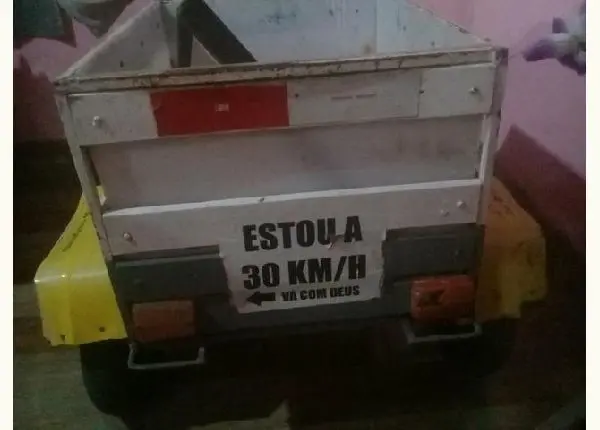 ESTOU A
30 KM/H
VA COM DEUS